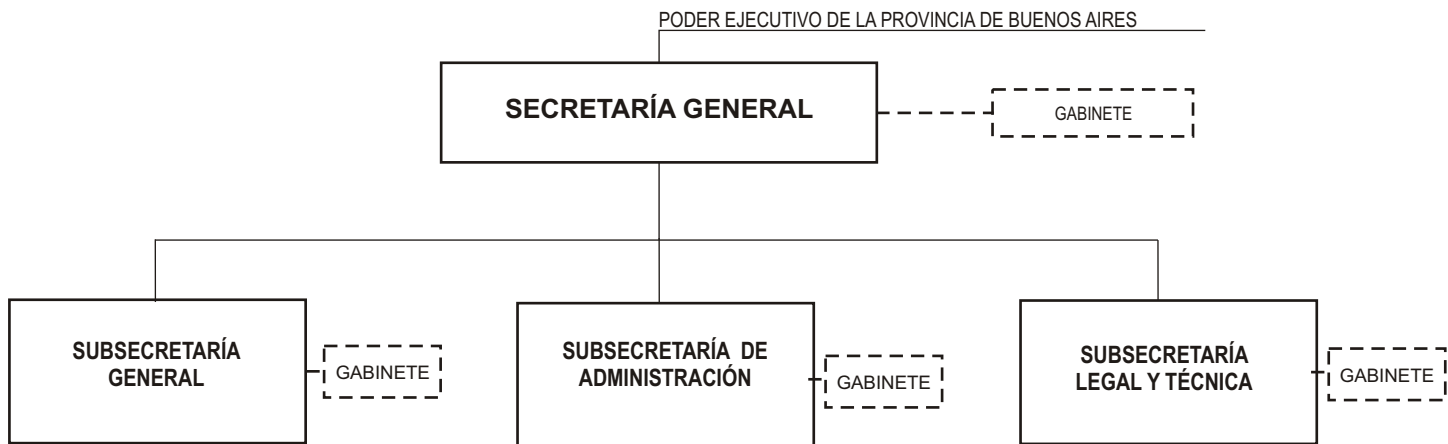 PODER EJECUTIVO DE LA PROVINCIA DE BUENOS AIRES
SECRETARÍA GENERAL
GABINETE
SUBSECRETARÍA
GENERAL
GABINETE
SUBSECRETARÍA DE
ADMINISTRACIÓN
GABINETE
SUBSECRETARÍA
LEGAL Y TÉCNICA
GABINETE